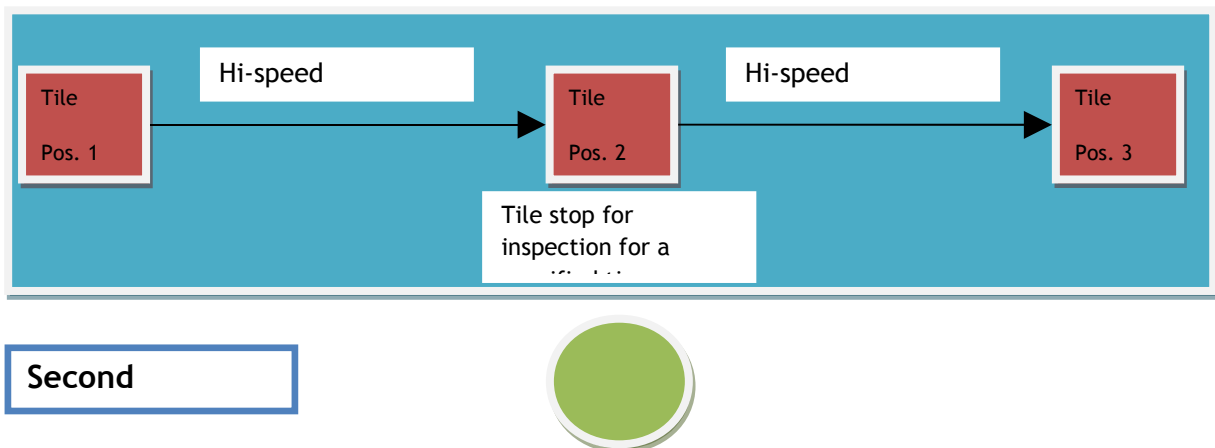 Hi-speed
Hi-speed
Tile
Pos. 1
Tile
Pos. 2
Tile
Pos. 3
Tile stop for
inspection for a
Second